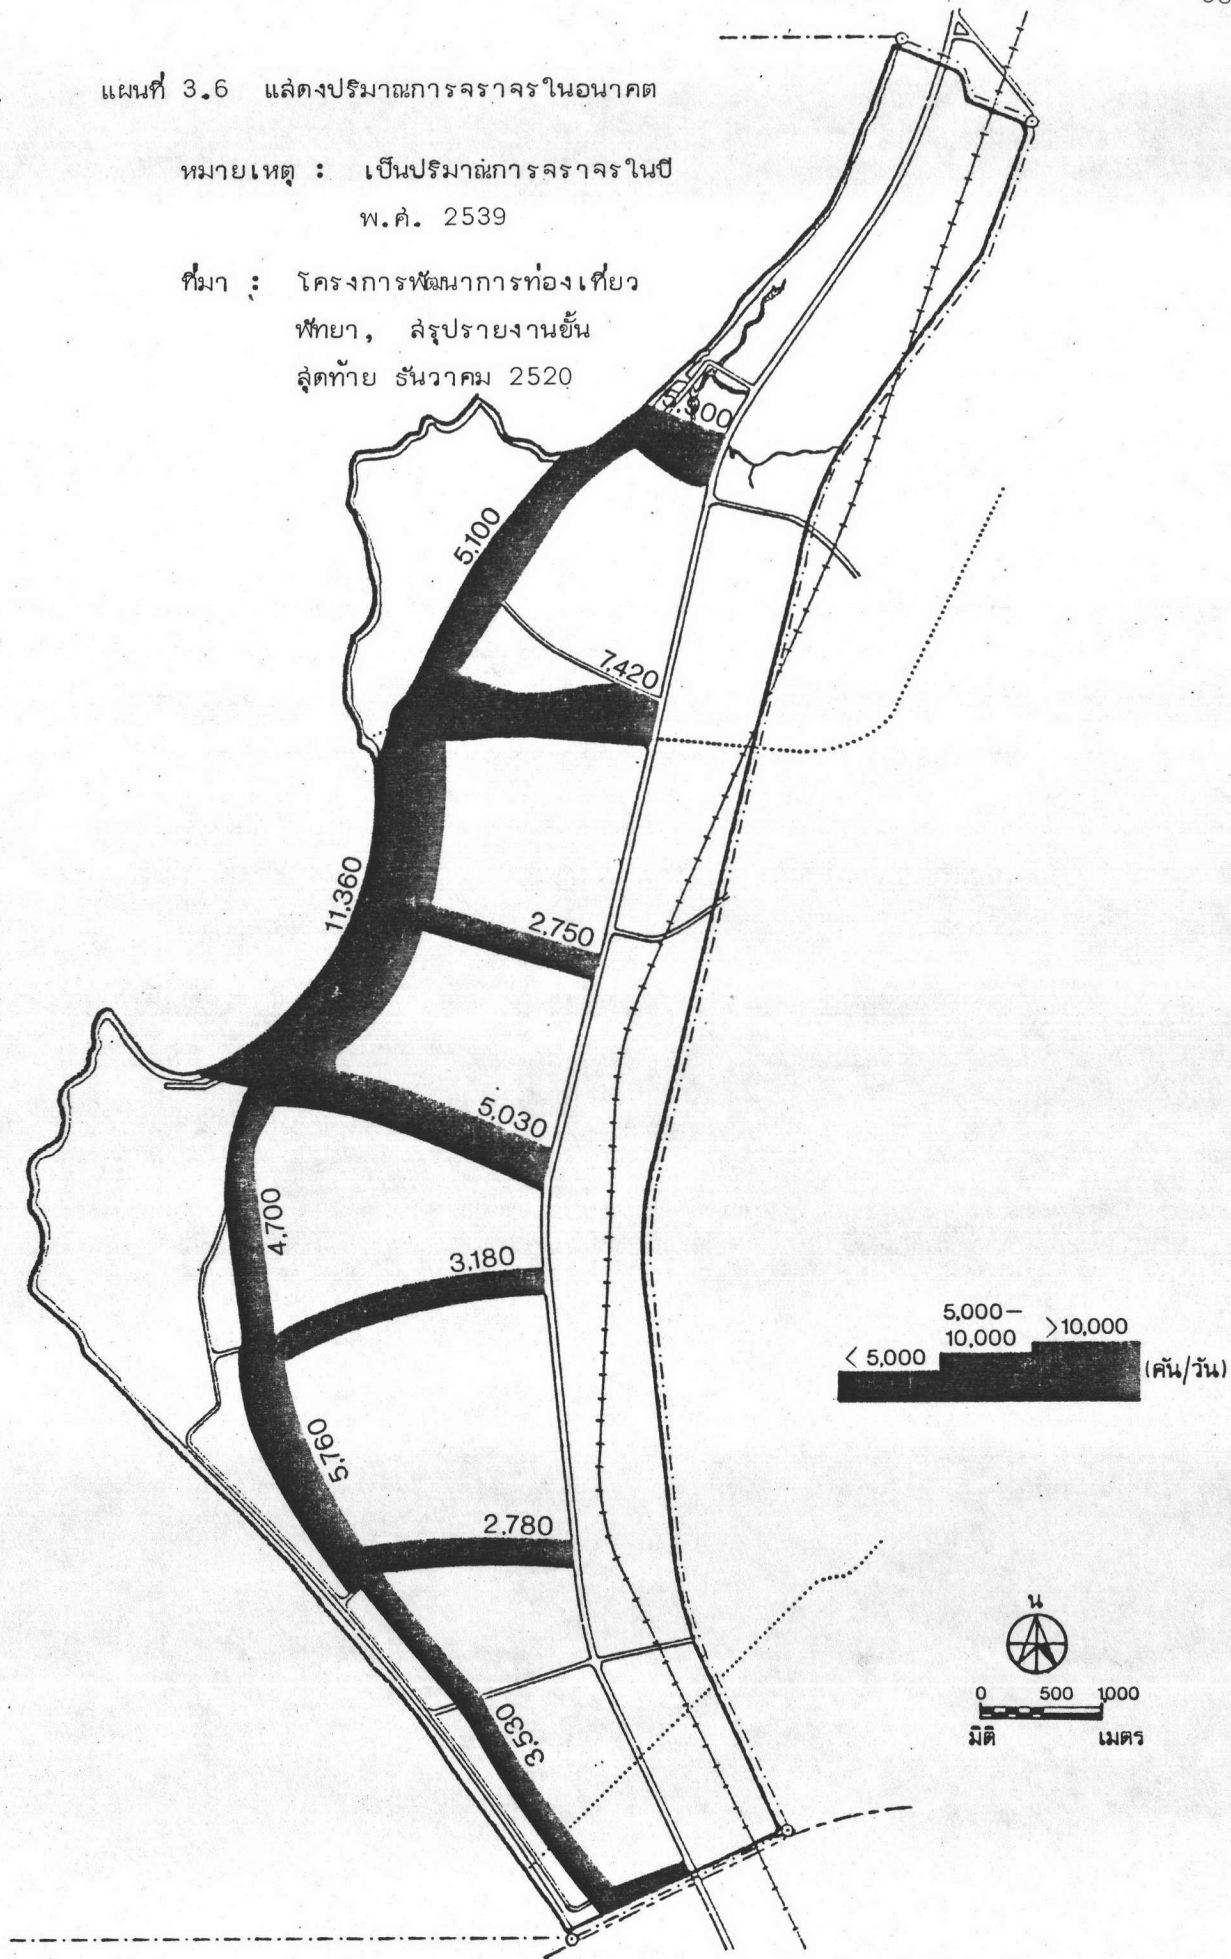 แผนที่ 3.6 แสดงปริมาณการจราจรในอนาคต
หมายเหตุ : เป็นปริมาณการจราจรในปี
พ.ศ. 2539
ที่มา : โครงการพัฒนาการท่องเที่ยว
พัทยา, สรุปรายงานขั้น
สุดท้าย ธันวาคม 2520
5.100
7.420
11.360
2.750
5.030
4.700
3.180
5.760
2.780
3.530
< 5,000
5,000–
10,000
>10,000
(คัน/วัน)
น
0 500 1,000
มิติ เมตร